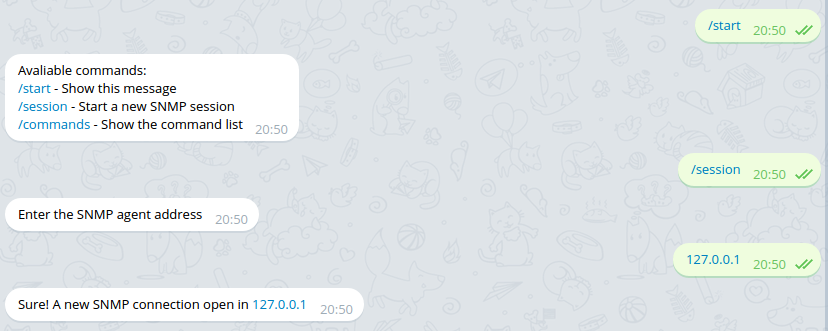 /start 20:50
Avaliable commands:
/start - Show this message
/session - Start a new SNMP session
/commands - Show the command list 20:50
/session 20:50
Enter the SNMP agent address 20:50
127.0.0.1 20:50
Sure! A new SNMP connection open in 127.0.0.1 20:50